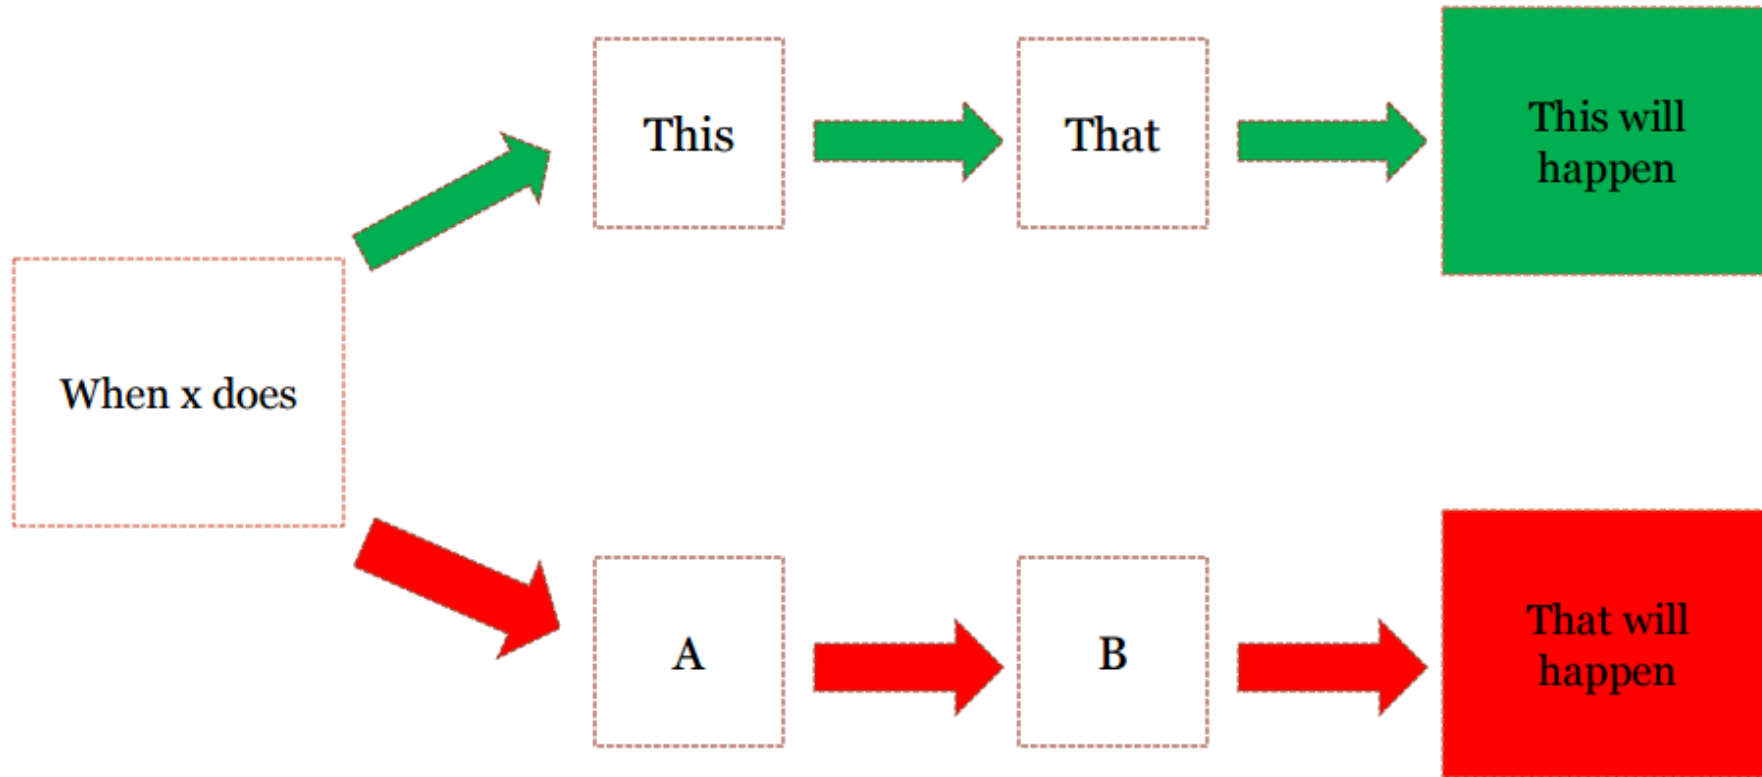 This
That
This will
happen
When x does
A
B
That will
happen